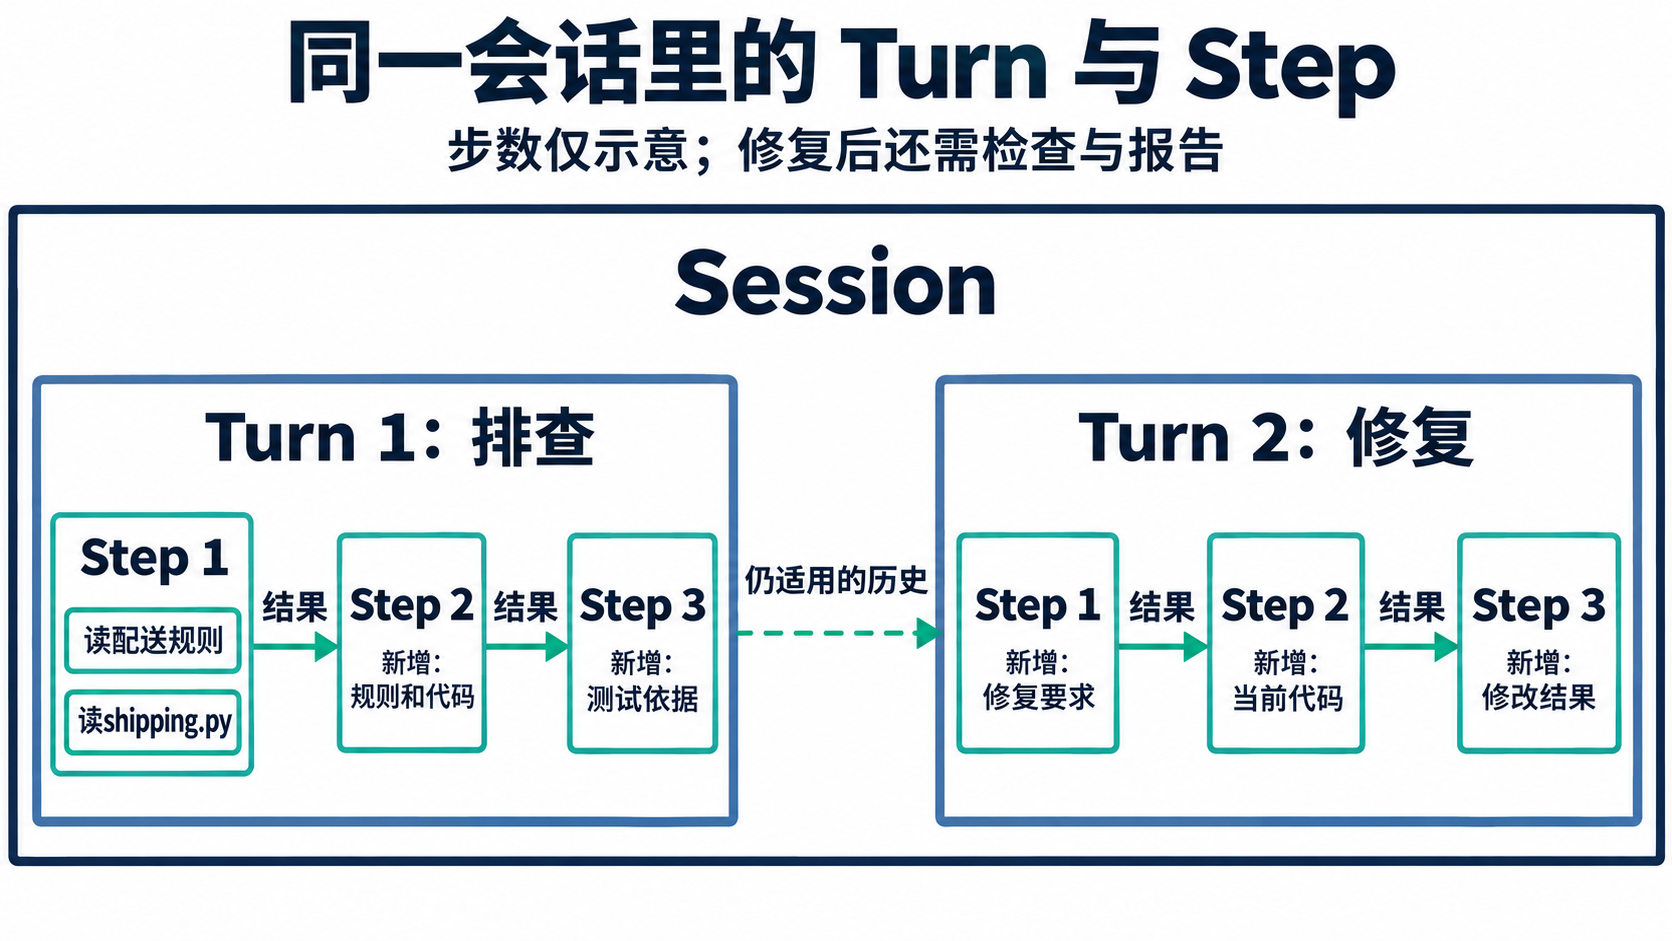 同一会话里的 Turn 与 Step
步数仅示意；修复后还需检查与报告
Session
Turn 1：排查
Step 1
读配送规则
读shipping.py
结果
Step 2
新增：
规则和代码
结果
Step 3
新增：
测试依据
仍适用的历史
Turn 2：修复
Step 1
新增：
修复要求
结果
Step 2
新增：
当前代码
结果
Step 3
新增：
修改结果